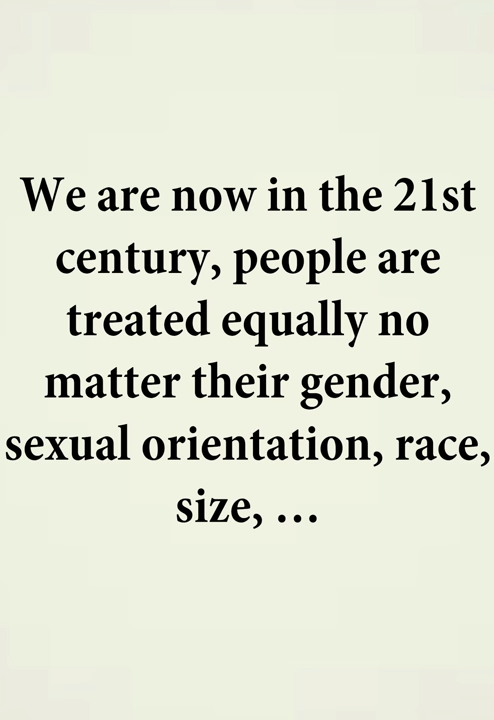 We are now in the 21st
century, people are
treated equally no
matter their gender,
sexual orientation, race,
size, …